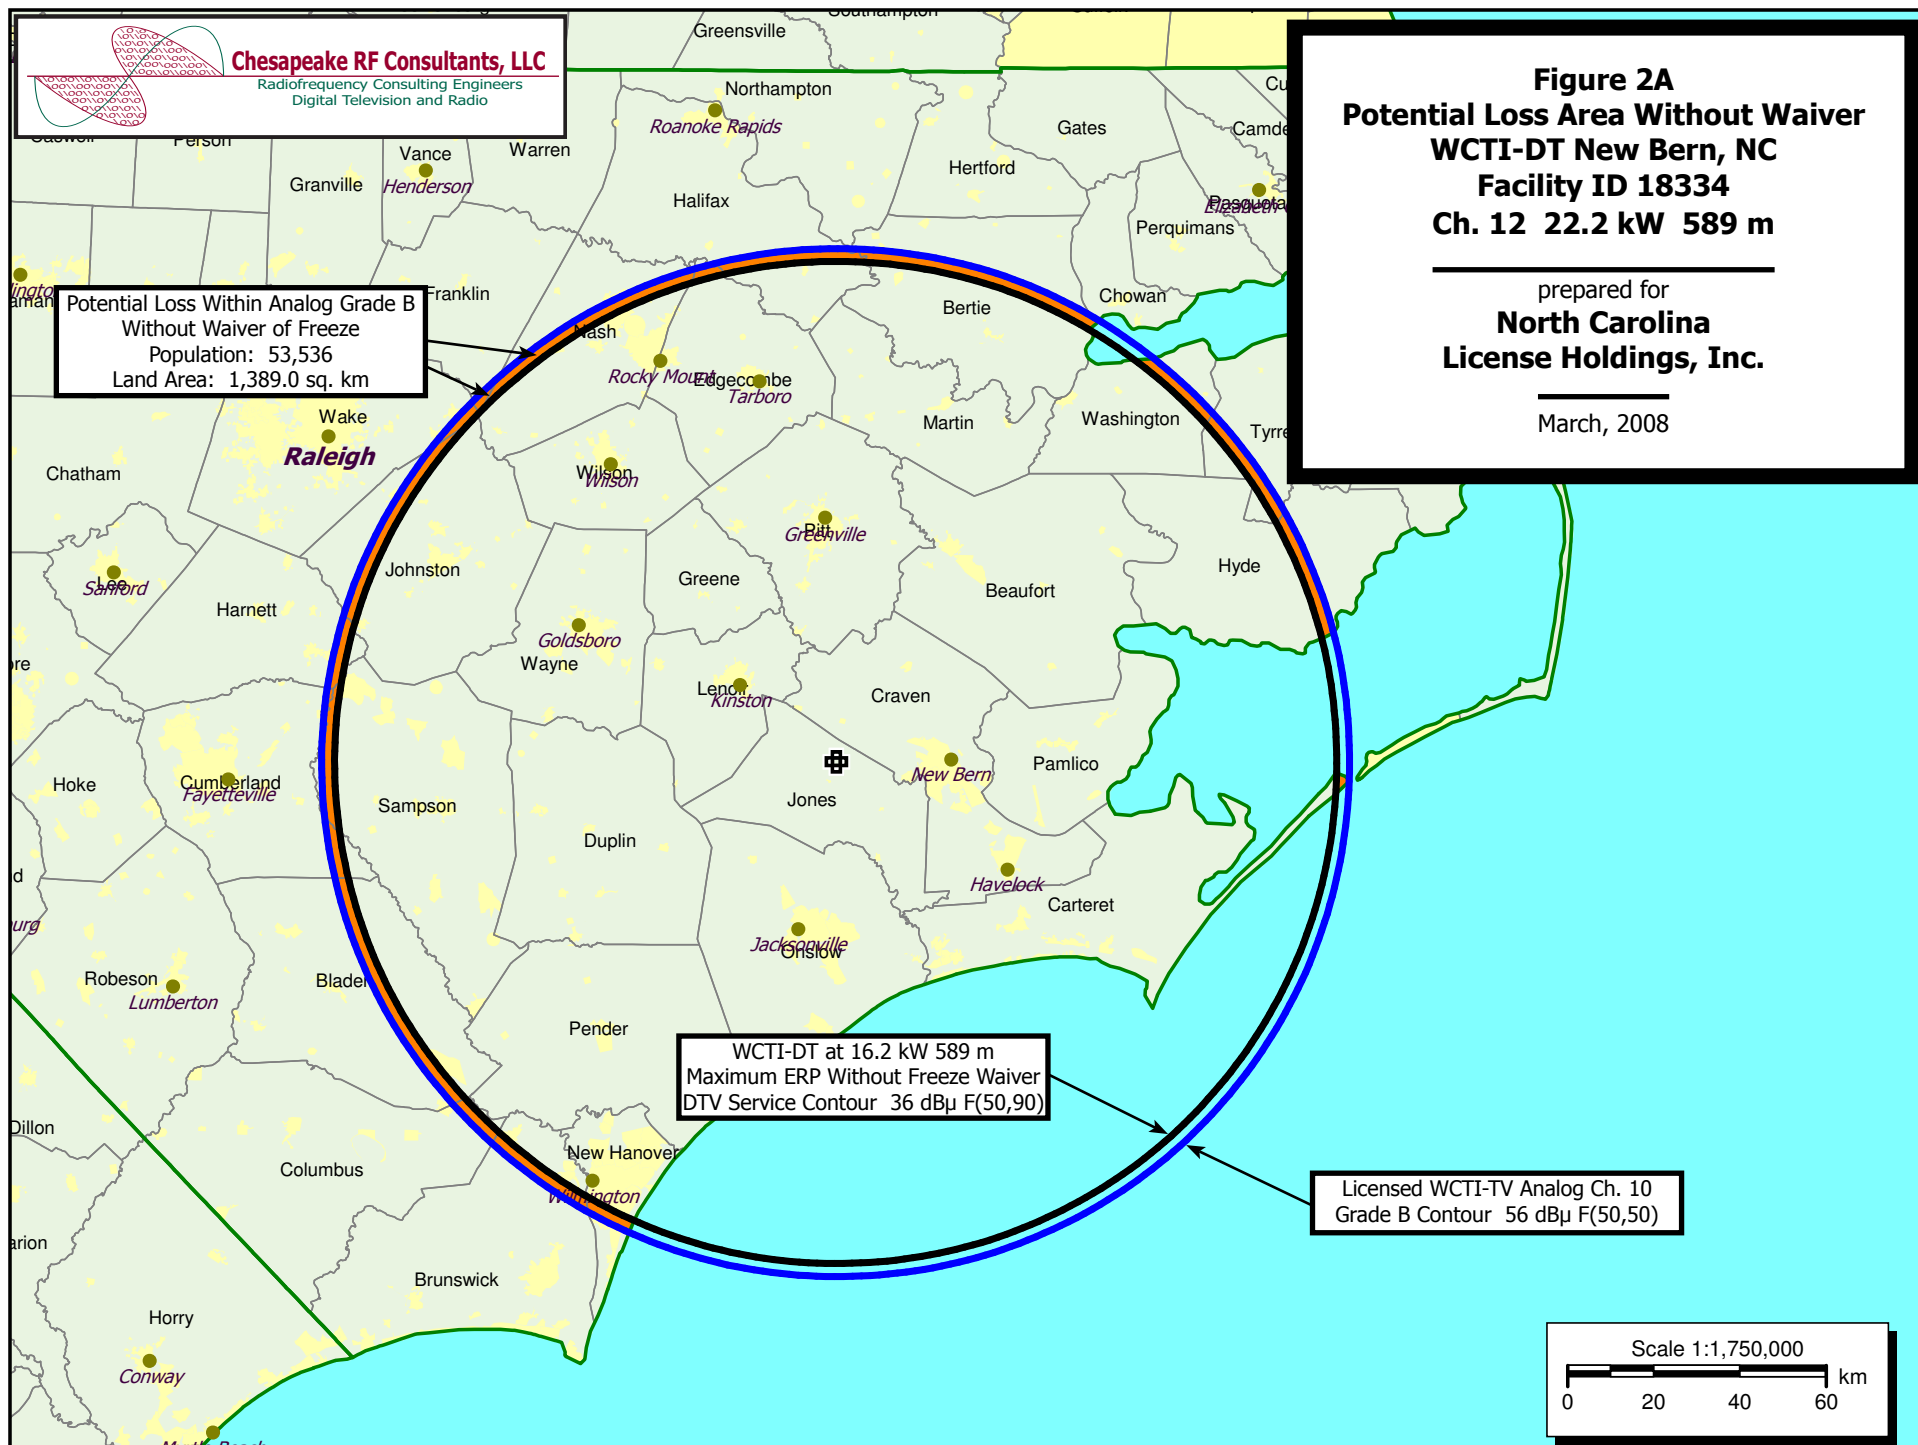 Chesapeake RF Consultants, LLC
Radiofrequency Consulting Engineers
Digital Television and Radio
Figure 2A
Potential Loss Area Without Waiver
WCTI-DT New Bern, NC
Facility ID 18334
Ch. 12 22.2 kW 589 m
prepared for
North Carolina
License Holdings, Inc.
March, 2008
Potential Loss Within Analog Grade B
Without Waiver of Freeze
Population: 53,536
Land Area: 1,389.0 sq. km
WCTI-DT at 16.2 kW 589 m
Maximum ERP Without Freeze Waiver
DTV Service Contour 36 dBµ F(50,90)
Licensed WCTI-TV Analog Ch. 10
Grade B Contour 56 dBµ F(50,50)
Scale 1:1,750,000
km
0 20 40 60
Southampton
Greensville
Northampton
Roanoke Rapids
Gates
Person
Vance
Warren
Granville
Henderson
Hertford
Halifax
Perquimans
Franklin
Bertie
Chowan
Nash
Rocky Mount
Edgecombe
Tarboro
Wake
Raleigh
Martin
Washington
Chatham
Wilson
Wilson
Pitt
Greenville
Johnston
Greene
Beaufort
Hyde
Lee
Sanford
Harnett
Goldsboro
Wayne
Lenoir
Kinston
Craven
Hoke
Cumberland
Fayetteville
Sampson
Jones
New Bern
Pamlico
Duplin
Havelock
Carteret
Jacksonville
Onslow
Robeson
Lumberton
Pender
Dillon
Columbus
New Hanover
Wilmington
Brunswick
Horry
Conway